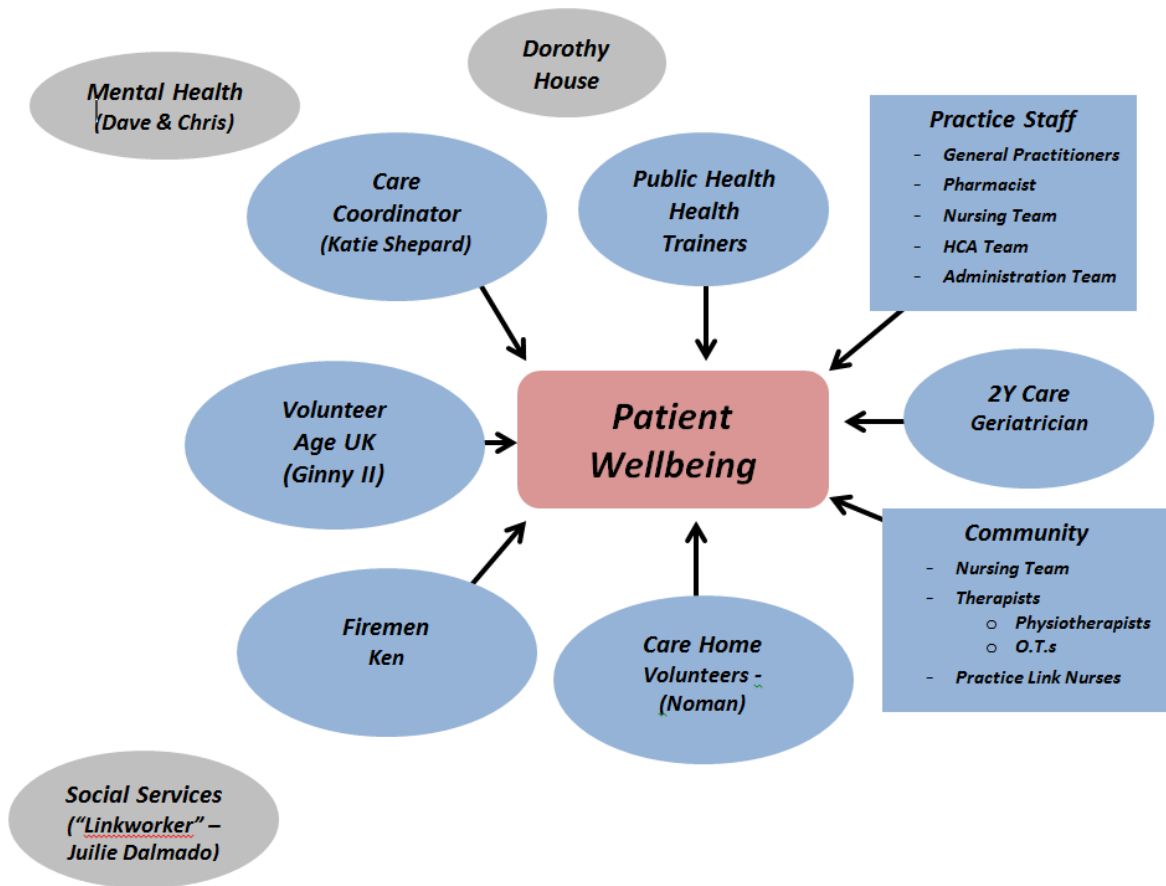 Dorothy
House
Mental Health
(Dave & Chris)
Care
Coordinator
(Katie Shepard)
Public Health
Health
Trainers
Practice Staff
- General Practitioners
- Pharmacist
- Nursing Team
- HCA Team
- Administration Team
Volunteer
Age UK
(Ginny II)
Patient
Wellbeing
2Y Care
Geriatrician
Firemen
Ken
Care Home
Volunteers -
(Noman)
Community
- Nursing Team
- Therapists
o Physiotherapists
o O.T.s
- Practice Link Nurses
Social Services
(“Linkworker” –
Juilie Dalmado)